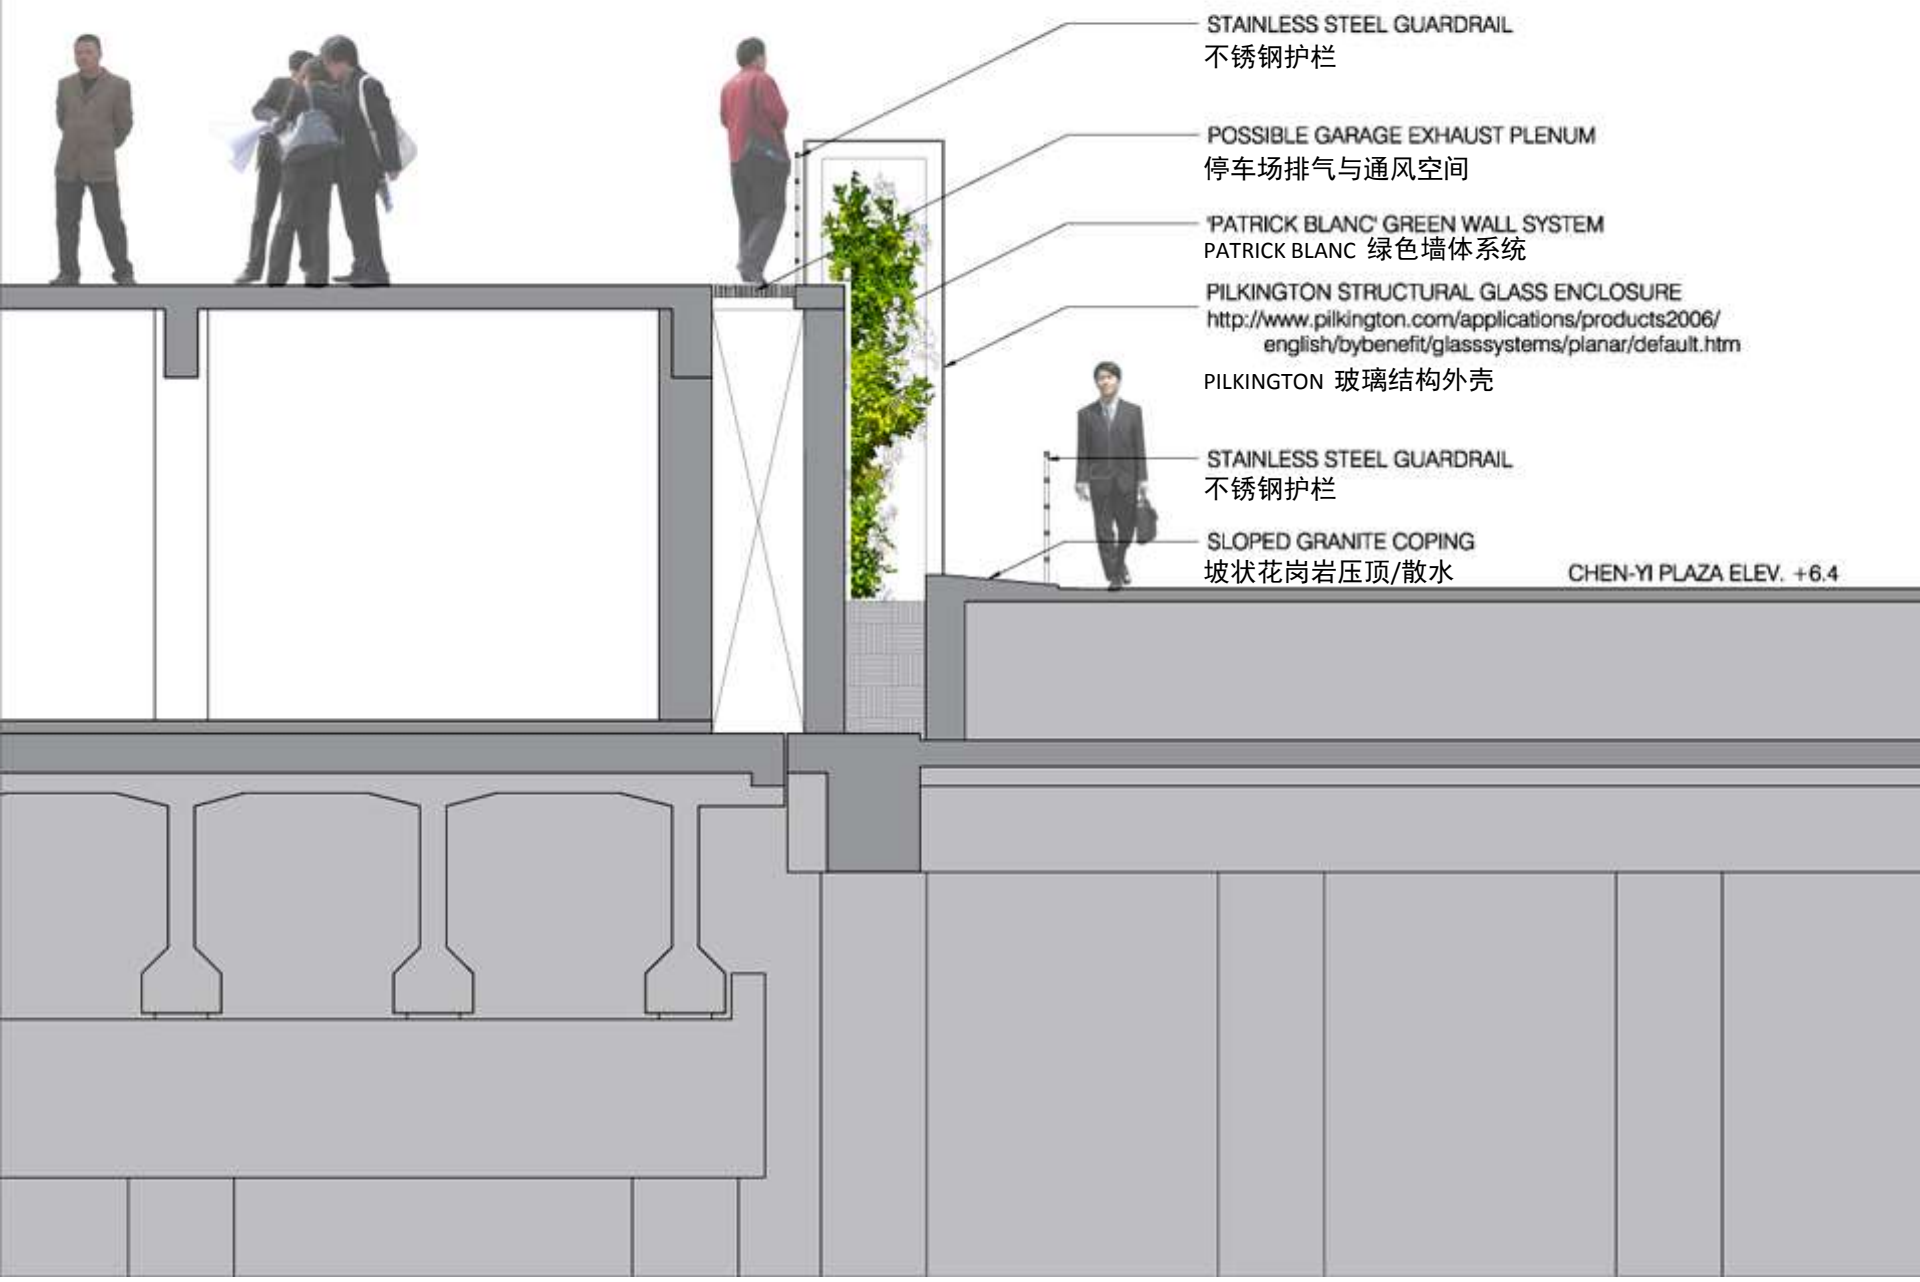 STAINLESS STEEL GUARDRAIL
不锈钢护栏
POSSIBLE GARAGE EXHAUST PLENUM
停车场排气与通风空间
'PATRICK BLANC' GREEN WALL SYSTEM
PATRICK BLANC 绿色墙体系统
PILKINGTON STRUCTURAL GLASS ENCLOSURE
http://www.pilkington.com/applications/products2006/
english/bybenefit/glasssystems/planar/default.htm
PILKINGTON 玻璃结构外壳
STAINLESS STEEL GUARDRAIL
不锈钢护栏
SLOPED GRANITE COPING
坡状花岗岩压顶/散水
CHEN-YI PLAZA ELEV. +6.4